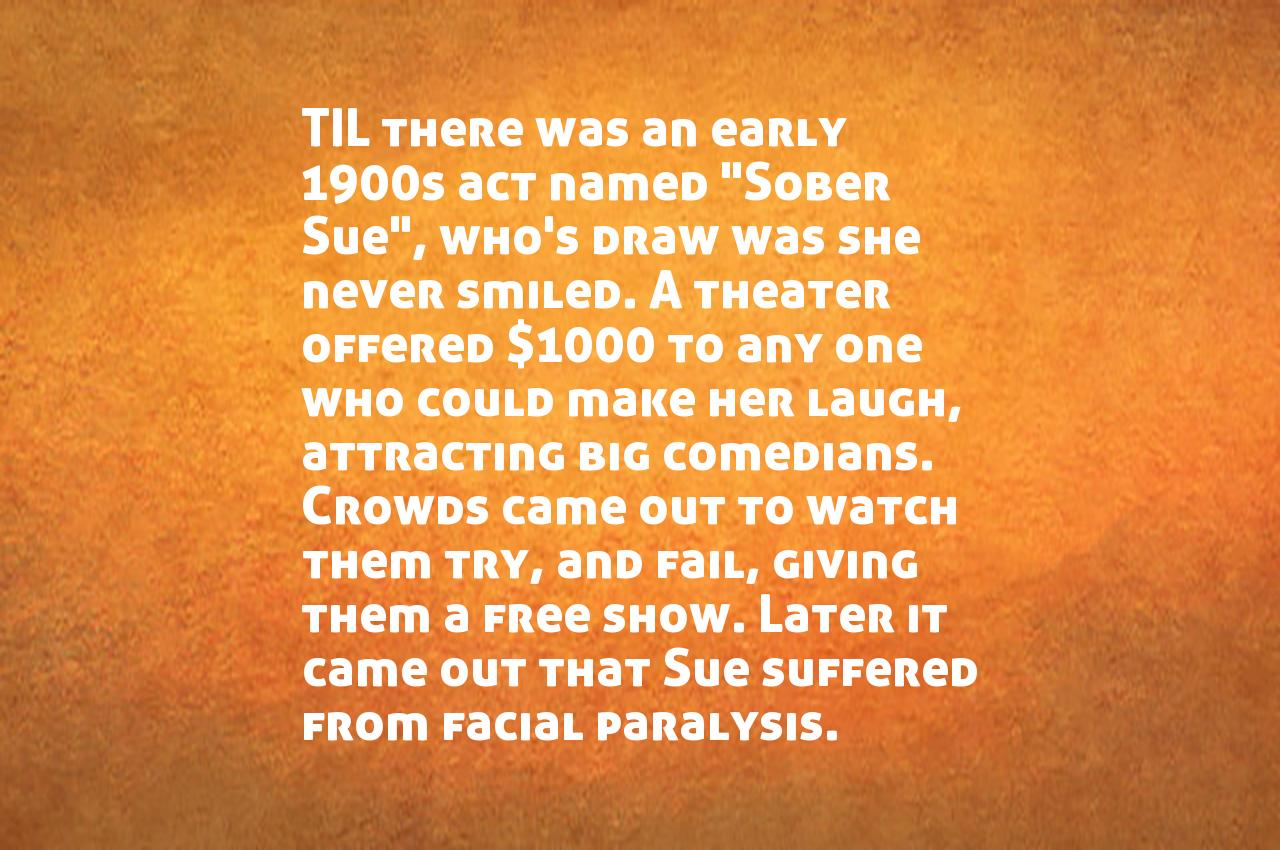 TIL there was an early
1900s act named "Sober
Sue", who's draw was she
never smiled. A theater
offered $1000 to any one
who could make her laugh,
attracting big comedians.
Crowds came out to watch
them try, and fail, giving
them a free show. Later it
came out that Sue suffered
from facial paralysis.